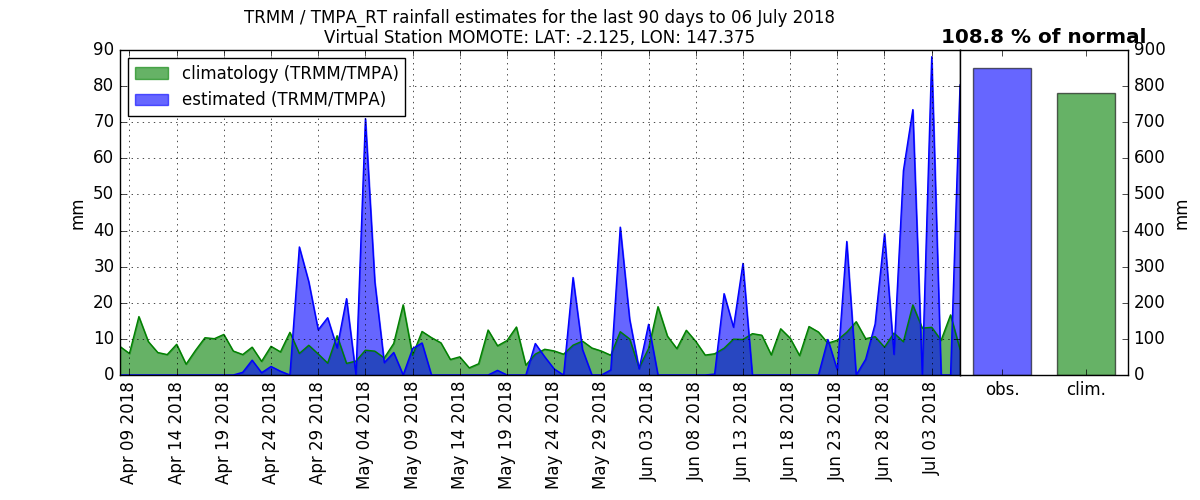 TRMM / TMPA_RT rainfall estimates for the last 90 days to 06 July 2018
Virtual Station MOMOTE: LAT: -2.125, LON: 147.375
108.8 % of normal
climatology (TRMM/TMPA)
estimated (TRMM/TMPA)
mm
90
80
70
60
50
40
30
20
10
0
Apr 09 2018
Apr 14 2018
Apr 19 2018
Apr 24 2018
Apr 29 2018
May 04 2018
May 09 2018
May 14 2018
May 19 2018
May 24 2018
May 29 2018
Jun 03 2018
Jun 08 2018
Jun 13 2018
Jun 18 2018
Jun 23 2018
Jun 28 2018
Jul 03 2018
obs.
clim.
900
800
700
600
500
400
300
200
100
0
mm